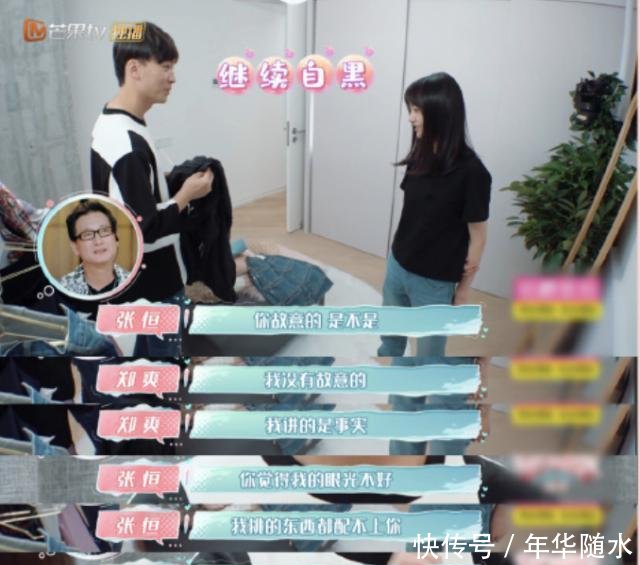 芒果tv 独播
继续自黑
张恒 你故意的 是不是
郑爽 我没有故意的
郑爽 我讲的是事实
张恒 你觉得我的眼光不好
张恒 我挑的东西都配不上你
快传号 / 年华随水